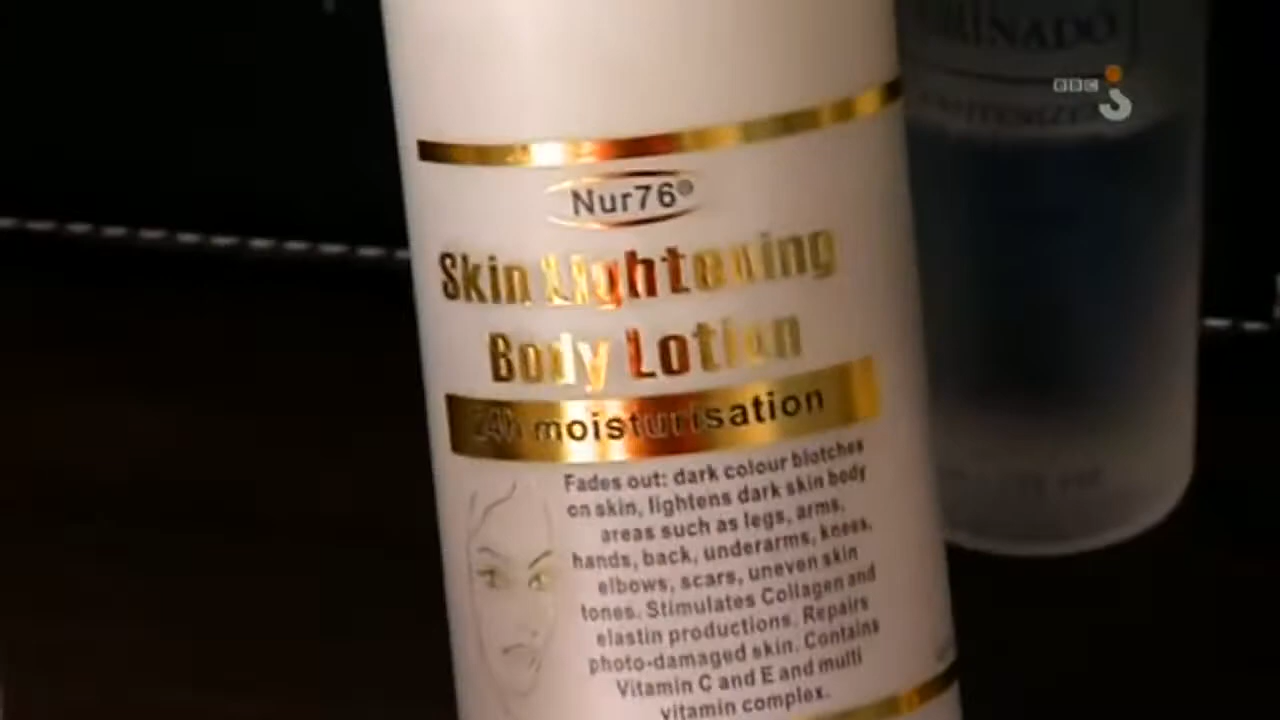 BBC
Nur76®
Skin Lightening
Body Lotion
24h moisturisation
Fades out: dark colour blotches
on skin, lightens dark skin body
areas such as legs, arms,
hands, back, underarms, knees,
elbows, scars, uneven skin
tones. Stimulates Collagen and
elastin productions. Repairs
photo-damaged skin. Contains
Vitamin C and E and multi
vitamin complex.